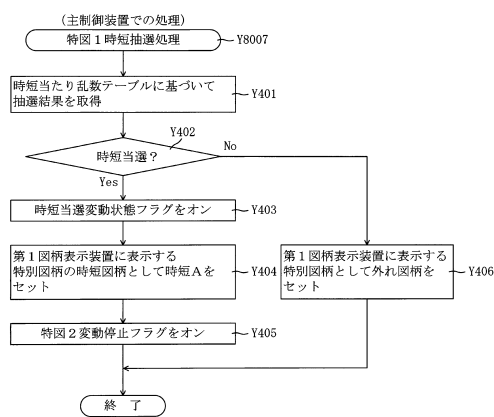 （主制御装置での処理）
特図１時短抽選処理
Y8007
時短当たり乱数テーブルに基づいて
抽選結果を取得
Y401
Y402
時短当選？
No
Yes
時短当選変動状態フラグをオン
Y403
第１図柄表示装置に表示する
特別図柄の時短図柄として時短Ａを
セット
Y404
第１図柄表示装置に表示する
特別図柄として外れ図柄を
セット
Y406
特図２変動停止フラグをオン
Y405
終　了